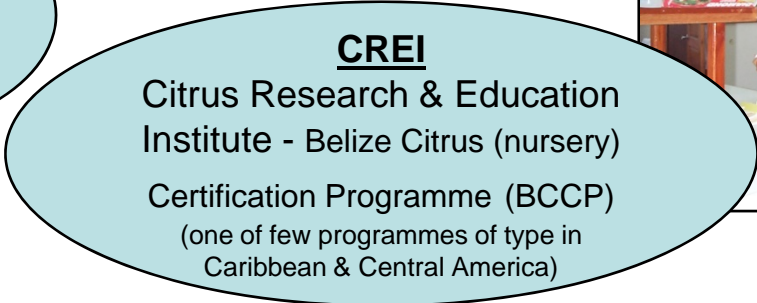 CREI
Citrus Research & Education
Institute - Belize Citrus (nursery)
Certification Programme (BCCP)
(one of few programmes of type in
Caribbean & Central America)